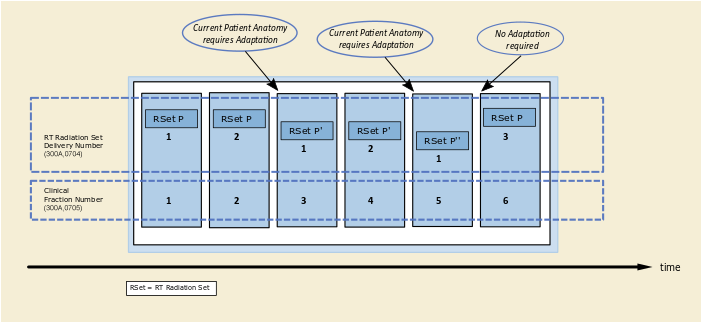 Current Patient Anatomy
requires Adaptation
Current Patient Anatomy
requires Adaptation
No Adaptation
required
RSet P
1
RSet P
2
RSet P'
1
RSet P'
2
RSet P''
1
RSet P
3
RT Radiation Set
Delivery Number
(300A,0704)
Clinical
Fraction Number
(300A,0705)
1
2
3
4
5
6
time
RSet = RT Radiation Set